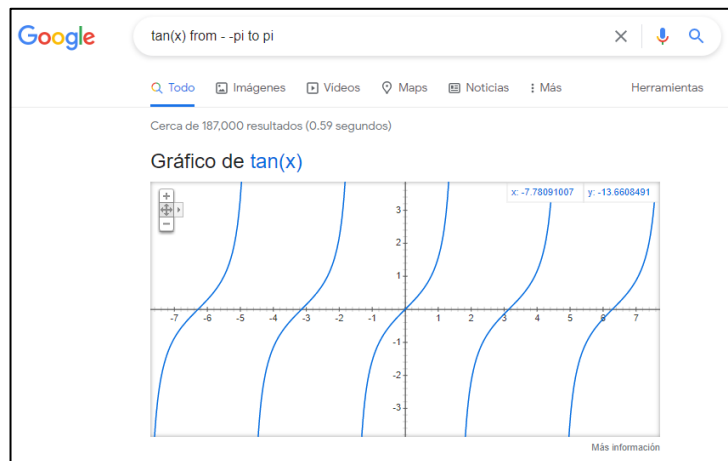 Google
tan(x) from - -pi to pi
Todo Imágenes Vídeos Maps Noticias Más Herramientas
Cerca de 187,000 resultados (0.59 segundos)
Gráfico de tan(x)
x: -7.78091007 y: -13.6608491
3
2
1
-7 -6 -5 -4 -3 -2 -1 1 2 3 4 5 6 7
-1
-2
-3
Más información